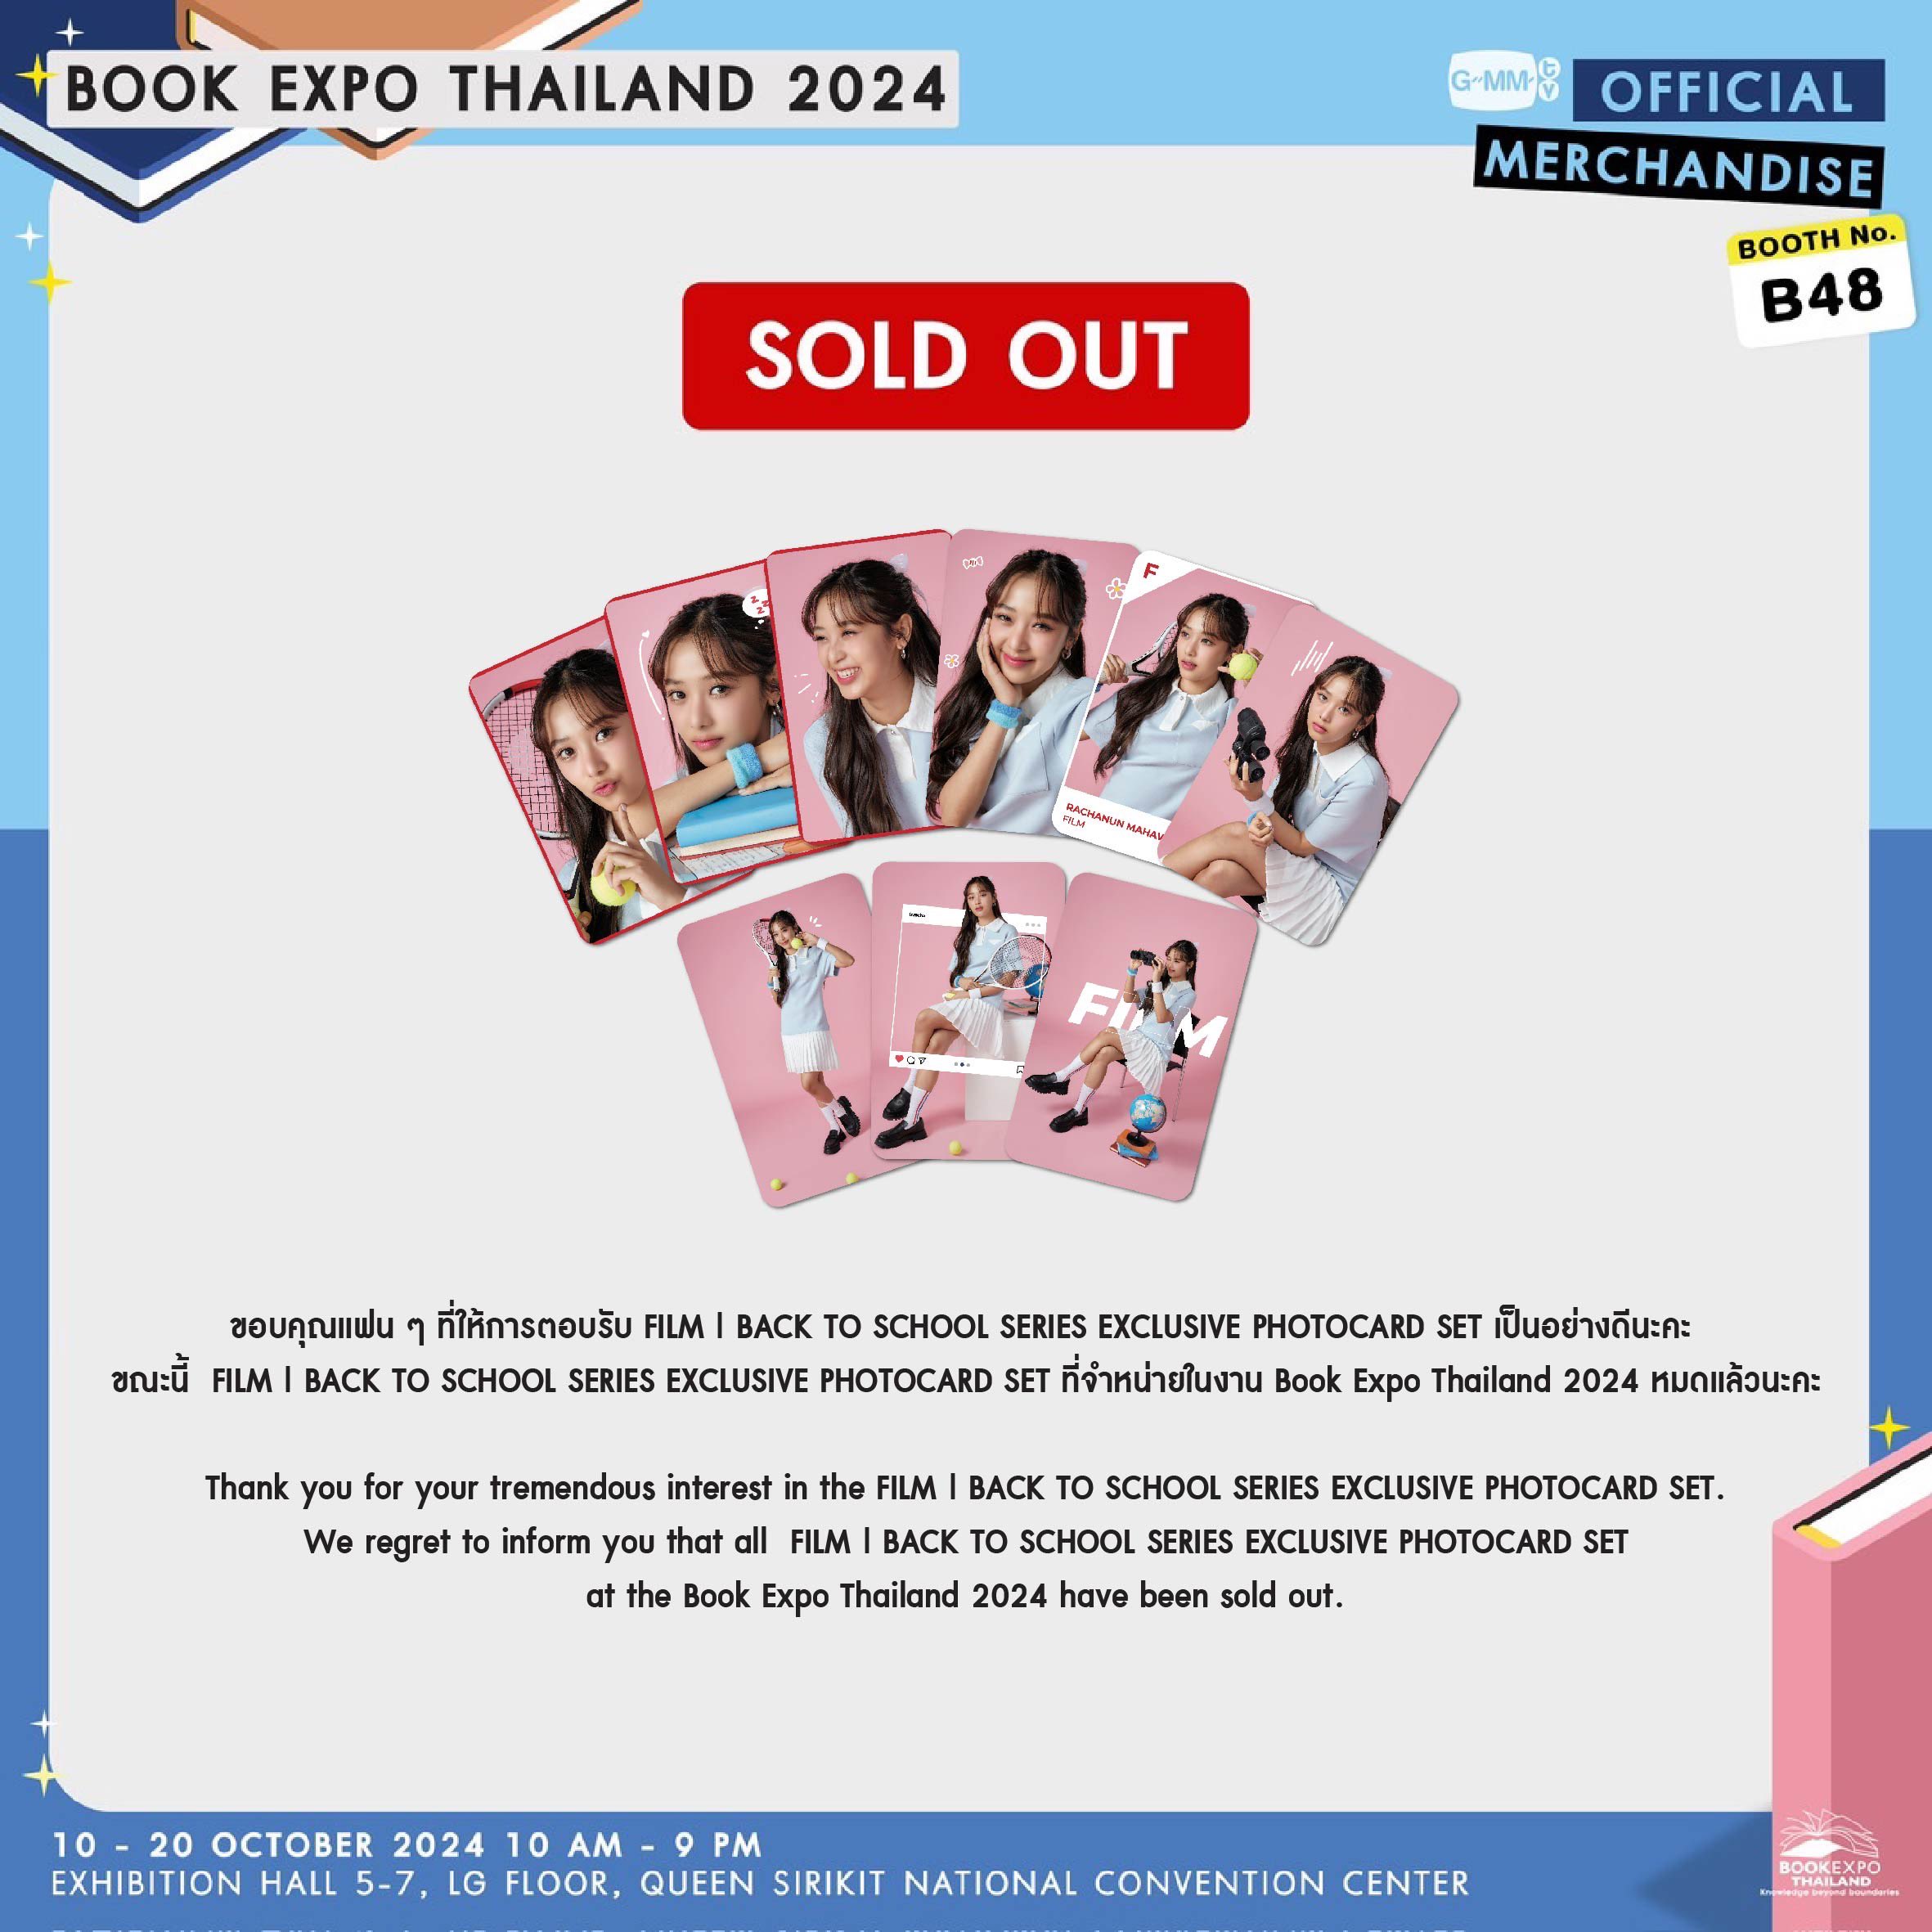 BOOK EXPO THAILAND 2024
GMM
tv
OFFICIAL
MERCHANDISE
BOOTH No.
B48
SOLD OUT
z z z
F
RACHANUN MAHAV
FILM
FILM
ขอบคุณแฟน ๆ ที่ให้การตอบรับ FILM | BACK TO SCHOOL SERIES EXCLUSIVE PHOTOCARD SET เป็นอย่างดีนะคะ
ขณะนี้ FILM | BACK TO SCHOOL SERIES EXCLUSIVE PHOTOCARD SET ที่จำหน่ายในงาน Book Expo Thailand 2024 หมดแล้วนะคะ
Thank you for your tremendous interest in the FILM | BACK TO SCHOOL SERIES EXCLUSIVE PHOTOCARD SET.
We regret to inform you that all FILM | BACK TO SCHOOL SERIES EXCLUSIVE PHOTOCARD SET
at the Book Expo Thailand 2024 have been sold out.
10 - 20 OCTOBER 2024 10 AM - 9 PM
EXHIBITION HALL 5-7, LG FLOOR, QUEEN SIRIKIT NATIONAL CONVENTION CENTER
BOOKEXPO
THAILAND
Knowledge beyond boundaries